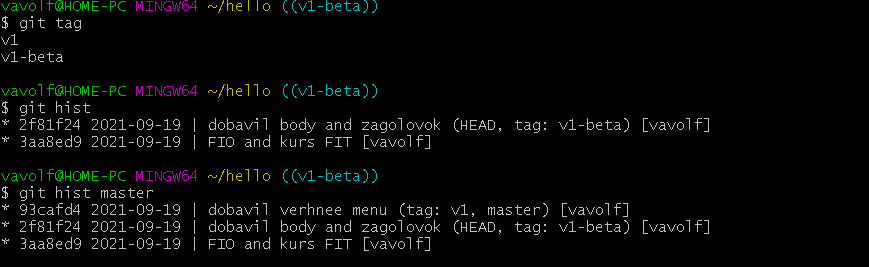 vavolf@HOME-PC MINGW64 ~/hello ((v1-beta))
$ git tag
v1
v1-beta
vavolf@HOME-PC MINGW64 ~/hello ((v1-beta))
$ git hist
* 2f81f24 2021-09-19 | dobavil body and zagolovok (HEAD, tag: v1-beta) [vavolf]
* 3aa8ed9 2021-09-19 | FIO and kurs FIT [vavolf]
vavolf@HOME-PC MINGW64 ~/hello ((v1-beta))
$ git hist master
* 93cafd4 2021-09-19 | dobavil verhnee menu (tag: v1, master) [vavolf]
* 2f81f24 2021-09-19 | dobavil body and zagolovok (HEAD, tag: v1-beta) [vavolf]
* 3aa8ed9 2021-09-19 | FIO and kurs FIT [vavolf]